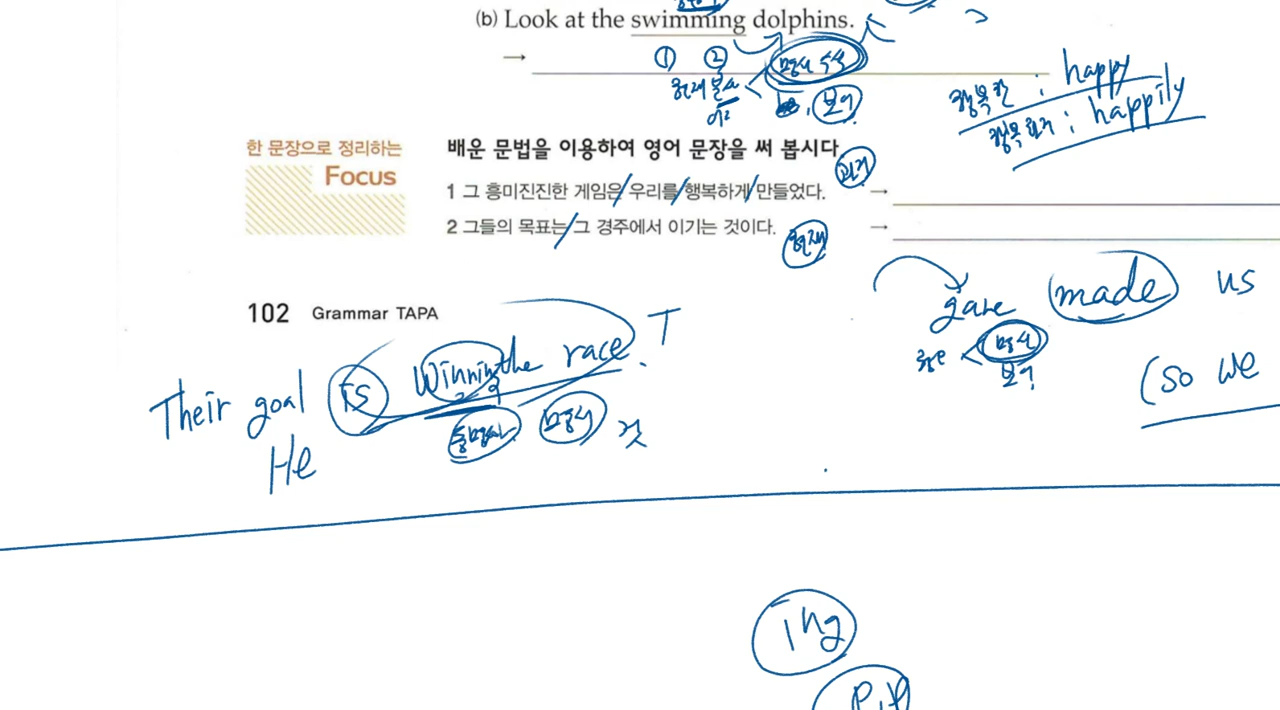 (b) Look at the swimming dolphins.
→
① ②
명사 수식
현재분사
보어
행복한 : happy
행복하게 : happily
한 문장으로 정리하는
Focus
배운 문법을 이용하여 영어 문장을 써 봅시다
과거
1 그 흥미진진한 게임은 우리를 행복하게 만들었다. →
2 그들의 목표는 그 경주에서 이기는 것이다. →
현재
made us
명사
보어
(so we
102 Grammar TAPA
Their goal is winning the race. T
동명사 명사 것
He
ing